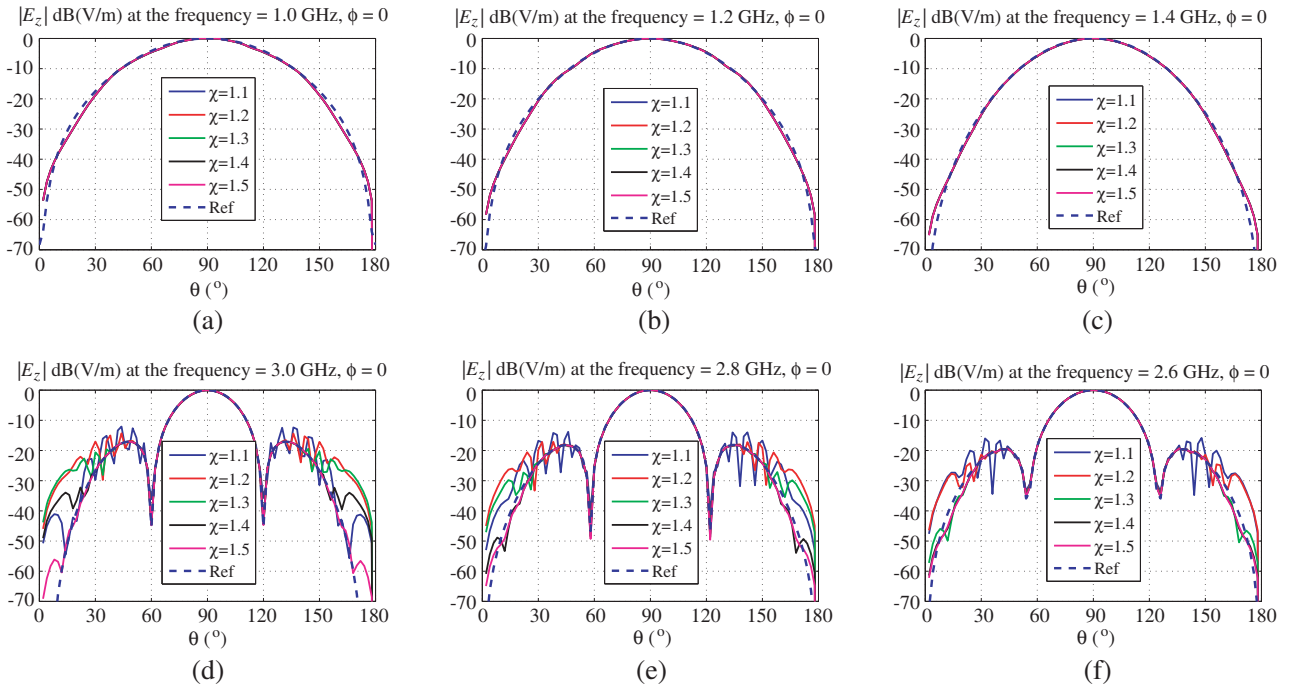 |E_z| dB(V/m) at the frequency = 1.0 GHz, ϕ = 0
0
-10
-20
-30
-40
-50
-60
-70
χ=1.1
χ=1.2
χ=1.3
χ=1.4
χ=1.5
Ref
0 30 60 90 120 150 180
θ (°)
(a)
|E_z| dB(V/m) at the frequency = 1.2 GHz, ϕ = 0
0
-10
-20
-30
-40
-50
-60
-70
χ=1.1
χ=1.2
χ=1.3
χ=1.4
χ=1.5
Ref
0 30 60 90 120 150 180
θ (°)
(b)
|E_z| dB(V/m) at the frequency = 1.4 GHz, ϕ = 0
0
-10
-20
-30
-40
-50
-60
-70
χ=1.1
χ=1.2
χ=1.3
χ=1.4
χ=1.5
Ref
0 30 60 90 120 150 180
θ (°)
(c)
|E_z| dB(V/m) at the frequency = 3.0 GHz, ϕ = 0
0
-10
-20
-30
-40
-50
-60
-70
χ=1.1
χ=1.2
χ=1.3
χ=1.4
χ=1.5
Ref
0 30 60 90 120 150 180
θ (°)
(d)
|E_z| dB(V/m) at the frequency = 2.8 GHz, ϕ = 0
0
-10
-20
-30
-40
-50
-60
-70
χ=1.1
χ=1.2
χ=1.3
χ=1.4
χ=1.5
Ref
0 30 60 90 120 150 180
θ (°)
(e)
|E_z| dB(V/m) at the frequency = 2.6 GHz, ϕ = 0
0
-10
-20
-30
-40
-50
-60
-70
χ=1.1
χ=1.2
χ=1.3
χ=1.4
χ=1.5
Ref
0 30 60 90 120 150 180
θ (°)
(f)